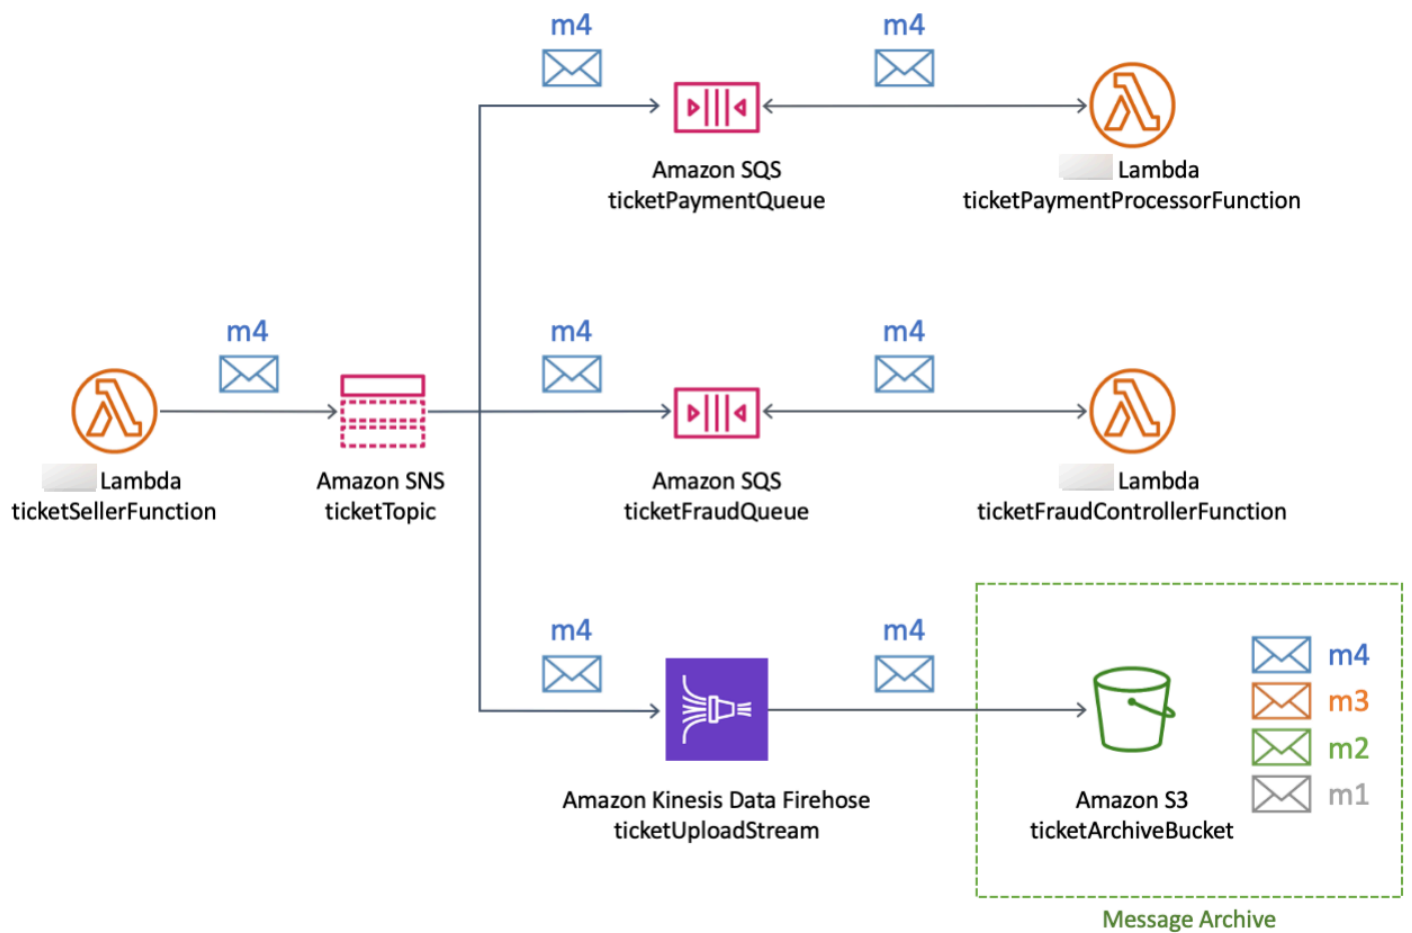 m4
m4
Amazon SQS
ticketPaymentQueue
Lambda
ticketPaymentProcessorFunction
m4
m4
m4
Lambda
ticketSellerFunction
Amazon SNS
ticketTopic
Amazon SQS
ticketFraudQueue
Lambda
ticketFraudControllerFunction
m4
m4
Amazon Kinesis Data Firehose
ticketUploadStream
Amazon S3
ticketArchiveBucket
m4
m3
m2
m1
Message Archive